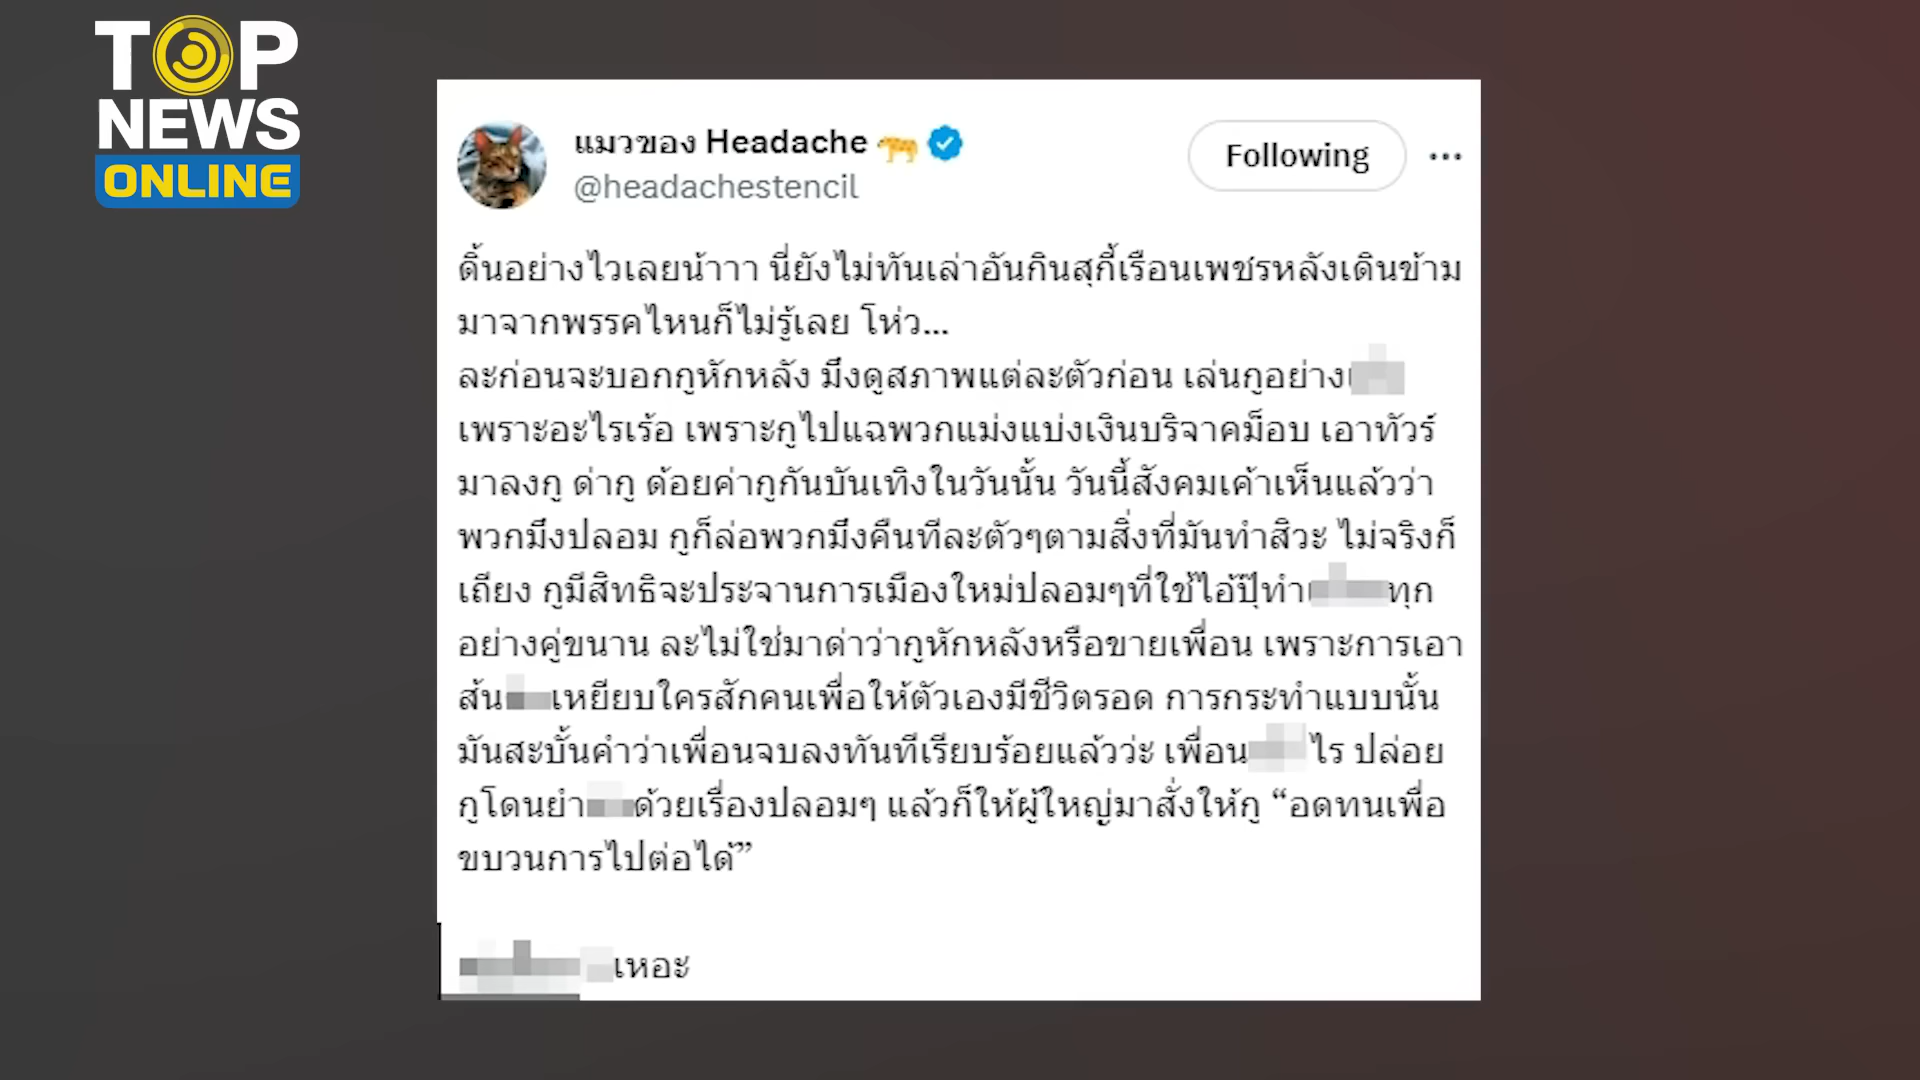 TOP
NEWS
ONLINE
แมวของ Headache 🐆
@headachestencil
Following
ดิ้นอย่างไวเลยน้าาา นี่ยังไม่ทันเล่าอันกินสุกี้เรือนเพชรหลังเดินข้าม
มาจากพรรคไหนก็ไม่รู้เลย โห่ว...
ละก่อนจะบอกกูหักหลัง มึงดูสภาพแต่ละตัวก่อน เล่นกูอย่าง
เพราะอะไรเร้อ เพราะกูไปแฉพวกแม่งแบ่งเงินบริจาคม็อบ เอาทัวร์
มาลงกู ด่ากู ด้อยค่ากูกันบันเทิงในวันนั้น วันนี้สังคมเค้าเห็นแล้วว่า
พวกมึงปลอม กูก็ล่อพวกมึงคืนทีละตัวๆตามสิ่งที่มันทำสิวะ ไม่จริงก็
เถียง กูมีสิทธิจะประจานการเมืองใหม่ปลอมๆที่ใช้ไอ้ปุ๊ทำ ทุก
อย่างคู่ขนาน ละไม่ใช่มาด่าว่ากูหักหลังหรือขายเพื่อน เพราะการเอา
ส้น เหยียบใครสักคนเพื่อให้ตัวเองมีชีวิตรอด การกระทำแบบนั้น
มันสะบั้นคำว่าเพื่อนจบลงทันทีเรียบร้อยแล้วว่ะ เพื่อน ไร ปล่อย
กูโดนยำ ด้วยเรื่องปลอมๆ แล้วก็ให้ผู้ใหญ่มาสั่งให้กู “อดทนเพื่อ
ขบวนการไปต่อได้”
เหอะ